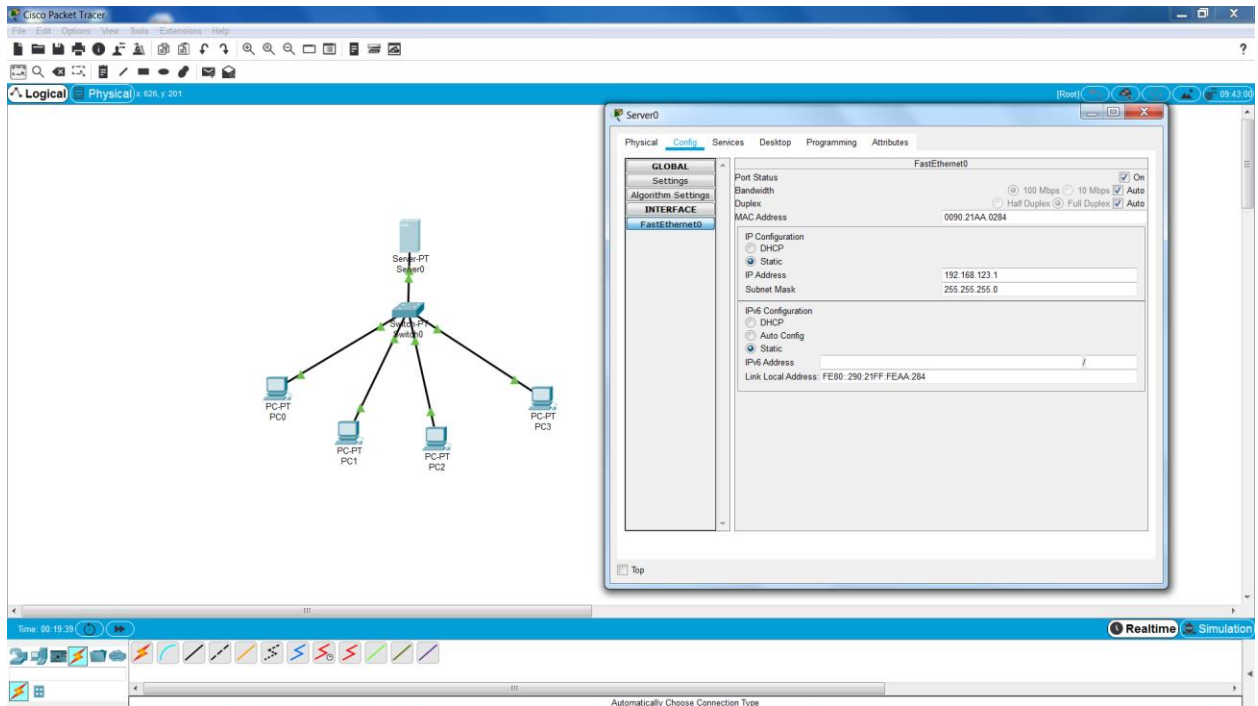 Cisco Packet Tracer
File Edit Options View Tools Extensions Help
?
Logical Physical x: 626, y: 201 [Root] 09:43:00
Server0
Physical Config Services Desktop Programming Attributes
GLOBAL
Settings
Algorithm Settings
INTERFACE
FastEthernet0
FastEthernet0
Port Status On
Bandwidth 100 Mbps 10 Mbps Auto
Duplex Half Duplex Full Duplex Auto
MAC Address 0090.21AA.0284
IP Configuration
DHCP
Static
IP Address 192.168.123.1
Subnet Mask 255.255.255.0
IPv6 Configuration
DHCP
Auto Config
Static
IPv6 Address /
Link Local Address: FE80::290:21FF:FEAA:284
Top
Server-PT
Server0
Switch-PT
Switch0
PC-PT
PC0
PC-PT
PC1
PC-PT
PC2
PC-PT
PC3
Time: 00:19:39 Realtime Simulation
Automatically Choose Connection Type